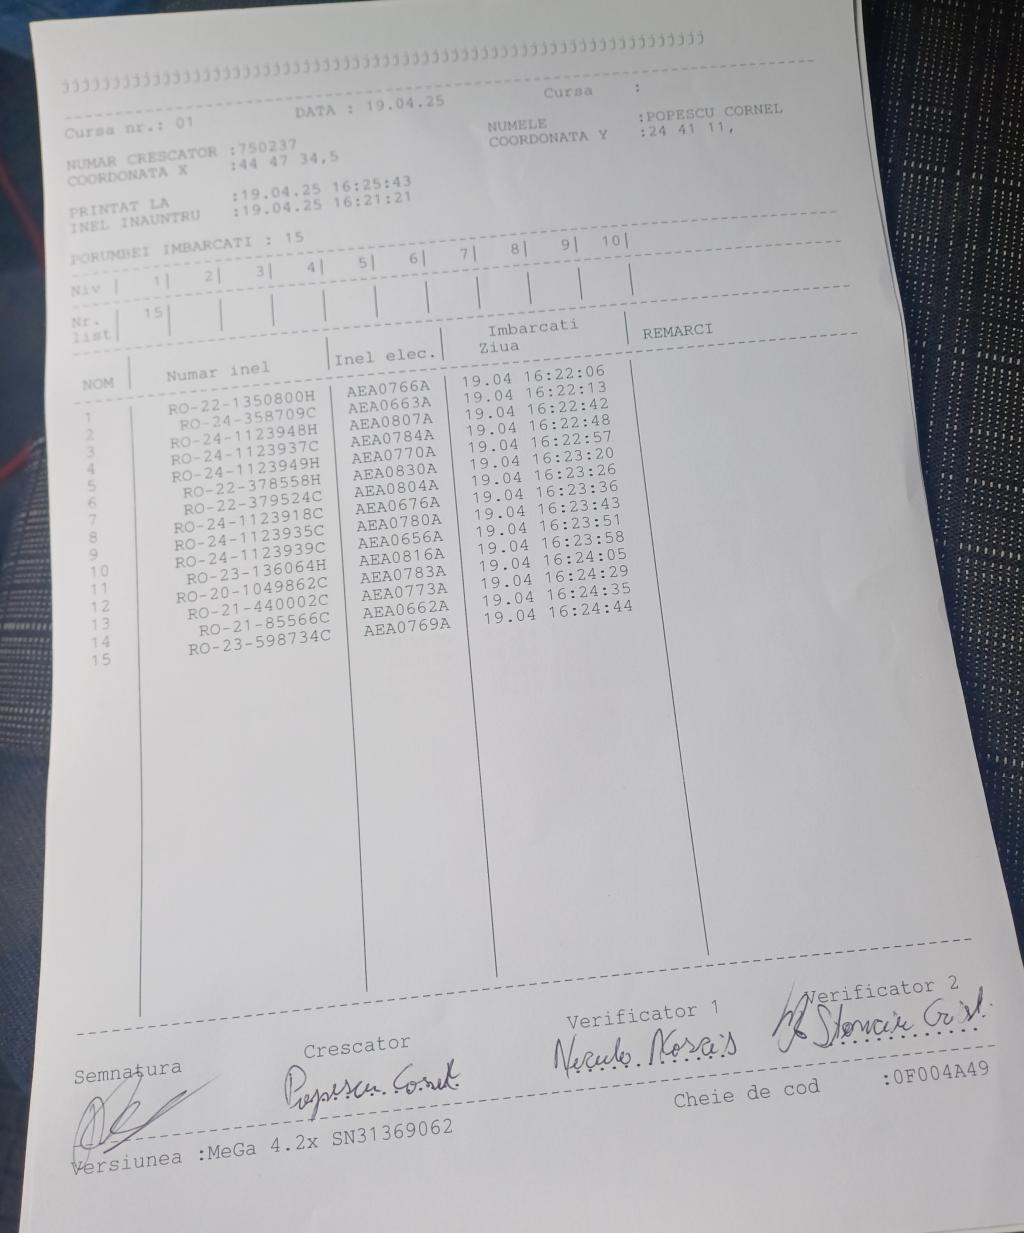 jjjjjjjjjjjjjjjjjjjjjjjjjjjjjjjjjjjjjjjjjjjjjjjjjjjjjjjjjjjjjjjj
Cursa nr.: 01 DATA : 19.04.25 Cursa :
NUMAR CRESCATOR :750237 NUMELE :POPESCU CORNEL
COORDONATA X :44 47 34,5 COORDONATA Y :24 41 11,
PRINTAT LA :19.04.25 16:25:43
INEL INAUNTRU :19.04.25 16:21:21
PORUMBEI IMBARCATI : 15
Niv | 1| 2| 3| 4| 5| 6| 7| 8| 9| 10|
Nr. list | 15| | | | | | | | | |
NOM | Numar inel | Inel elec. | Imbarcati Ziua | REMARCI
1 RO-22-1350800H AEA0766A 19.04 16:22:06
2 RO-24-358709C AEA0663A 19.04 16:22:13
3 RO-24-1123948H AEA0807A 19.04 16:22:42
4 RO-24-1123937C AEA0784A 19.04 16:22:48
5 RO-24-1123949H AEA0770A 19.04 16:22:57
6 RO-22-378558H AEA0830A 19.04 16:23:20
7 RO-22-379524C AEA0804A 19.04 16:23:26
8 RO-24-1123918C AEA0676A 19.04 16:23:36
9 RO-24-1123935C AEA0780A 19.04 16:23:43
10 RO-24-1123939C AEA0656A 19.04 16:23:51
11 RO-23-136064H AEA0816A 19.04 16:23:58
12 RO-20-1049862C AEA0783A 19.04 16:24:05
13 RO-21-440002C AEA0773A 19.04 16:24:29
14 RO-21-85566C AEA0662A 19.04 16:24:35
15 RO-23-598734C AEA0769A 19.04 16:24:44
Semnatura Crescator Verificator 1 Verificator 2
Popescu Cornel
Cheie de cod :0F004A49
Versiunea :MeGa 4.2x SN31369062